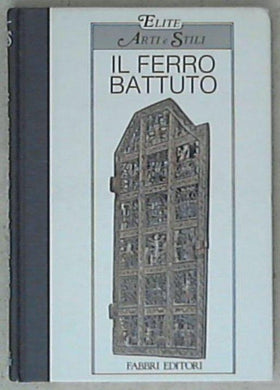 ELITE
ARTI e STILI
IL FERRO
BATTUTO
FABBRI EDITORI